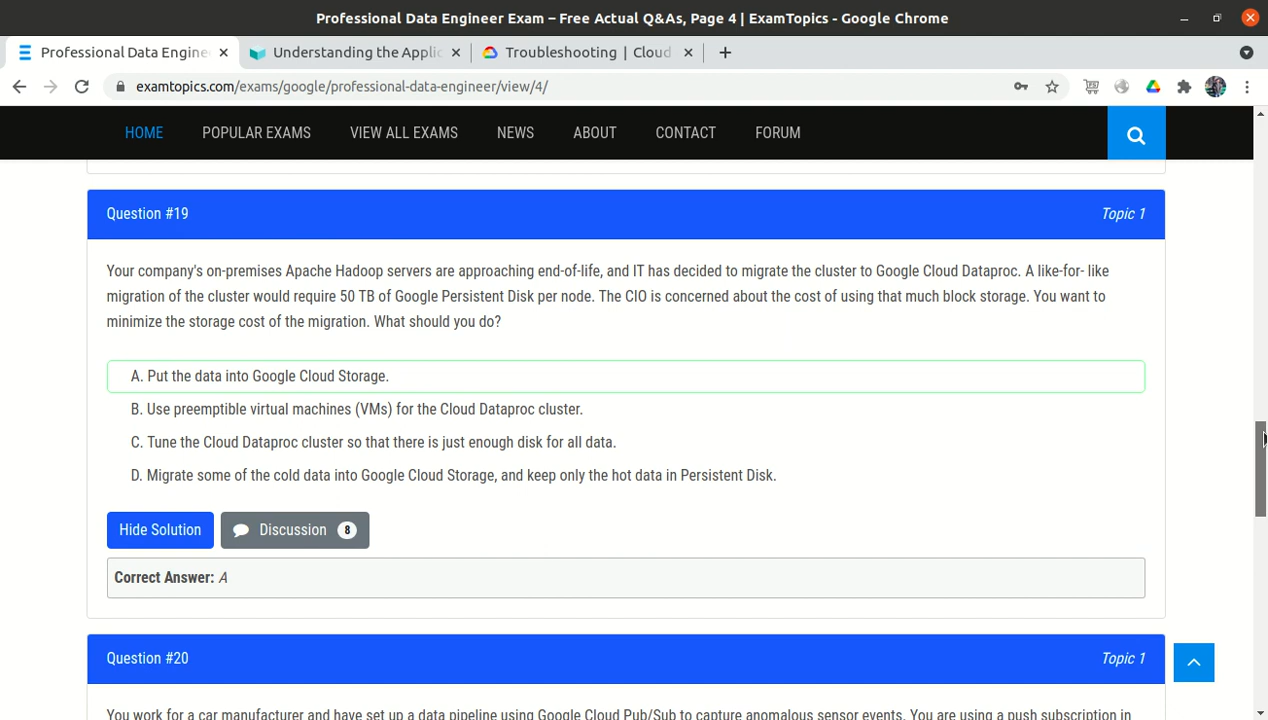 Professional Data Engineer Exam – Free Actual Q&As, Page 4 | ExamTopics - Google Chrome
Professional Data Engine
Understanding the Applic
Troubleshooting | Cloud
examtopics.com/exams/google/professional-data-engineer/view/4/
HOME POPULAR EXAMS VIEW ALL EXAMS NEWS ABOUT CONTACT FORUM
Question #19 Topic 1
Your company's on-premises Apache Hadoop servers are approaching end-of-life, and IT has decided to migrate the cluster to Google Cloud Dataproc. A like-for- like
migration of the cluster would require 50 TB of Google Persistent Disk per node. The CIO is concerned about the cost of using that much block storage. You want to
minimize the storage cost of the migration. What should you do?
A. Put the data into Google Cloud Storage.
B. Use preemptible virtual machines (VMs) for the Cloud Dataproc cluster.
C. Tune the Cloud Dataproc cluster so that there is just enough disk for all data.
D. Migrate some of the cold data into Google Cloud Storage, and keep only the hot data in Persistent Disk.
Hide Solution Discussion 8
Correct Answer: A
Question #20 Topic 1
You work for a car manufacturer and have set up a data pipeline using Google Cloud Pub/Sub to capture anomalous sensor events. You are using a push subscription in